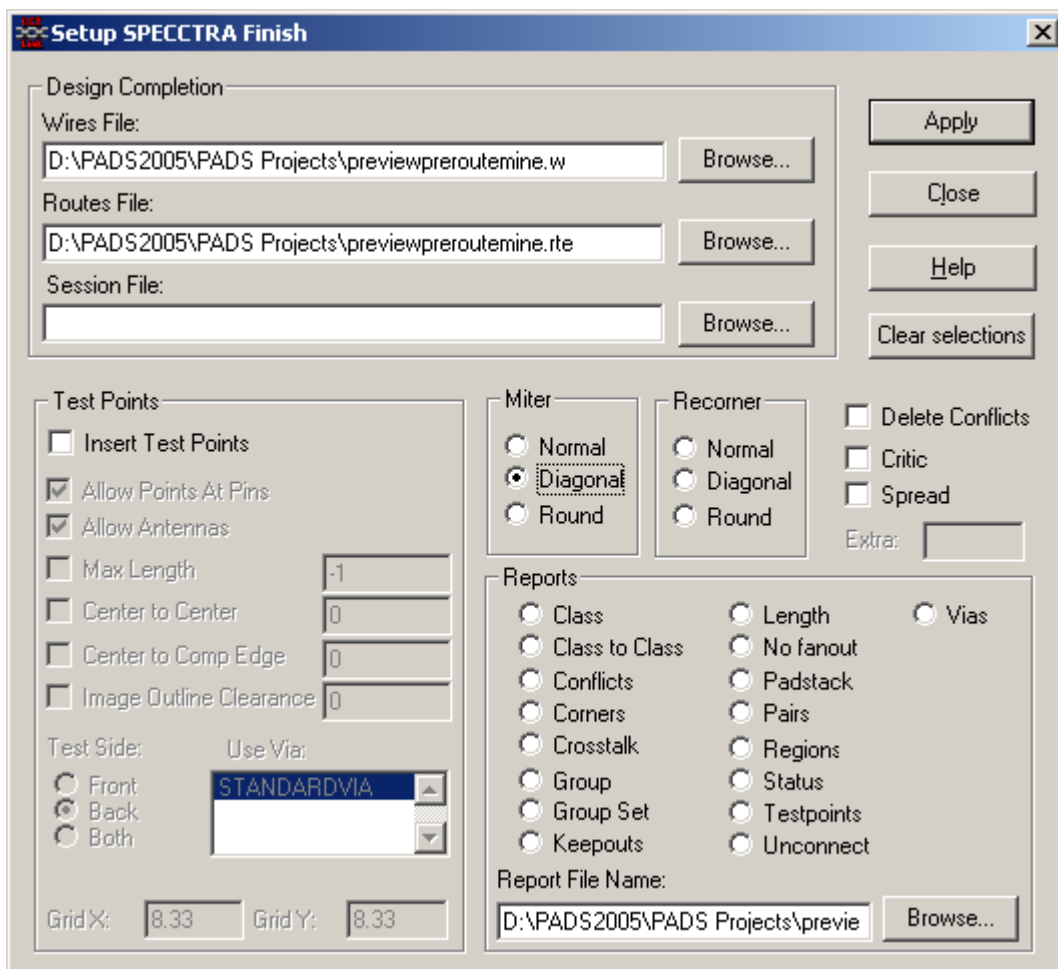 Setup SPECCTRA Finish
Design Completion
Wires File:
D:\PADS2005\PADS Projects\previewpreroutemine.w
Browse...
Routes File:
D:\PADS2005\PADS Projects\previewpreroutemine.rte
Browse...
Session File:
Browse...
Apply
Close
Help
Clear selections
Test Points
Insert Test Points
Allow Points At Pins
Allow Antennas
Max Length
-1
Center to Center
0
Center to Comp Edge
0
Image Outline Clearance
0
Test Side:
Front
Back
Both
Use Via:
STANDARDVIA
Grid X:
8.33
Grid Y:
8.33
Miter
Normal
Diagonal
Round
Recorner
Normal
Diagonal
Round
Delete Conflicts
Critic
Spread
Extra:
Reports
Class
Class to Class
Conflicts
Corners
Crosstalk
Group
Group Set
Keepouts
Length
No fanout
Padstack
Pairs
Regions
Status
Testpoints
Unconnect
Vias
Report File Name:
D:\PADS2005\PADS Projects\previe
Browse...